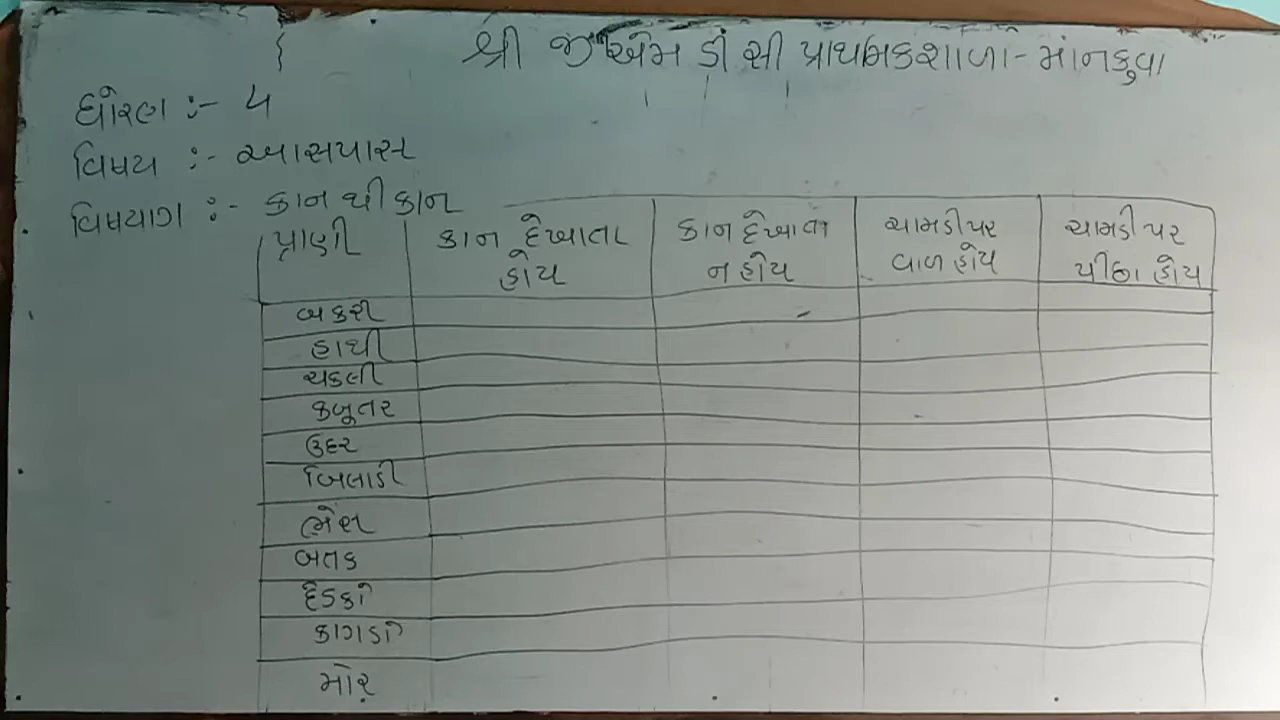 શ્રી જીએમ ડી સી પ્રાથમિકશાળા - માંનકુવા
ધોરણ :- ૫
વિષય :- આસપાસ
વિષયાંગ :- કાન થી કાન
પ્રાણી કાન દેખાતા હોય કાન દેખાતા ન હોય ચામડી પર વાળ હોય ચામડી પર પીંછા હોય
બકરી
હાથી
ચકલી
કબૂતર
ઉદર
બિલાડી
ભેંસ
બતક
દેડકો
કાગડો
મોર